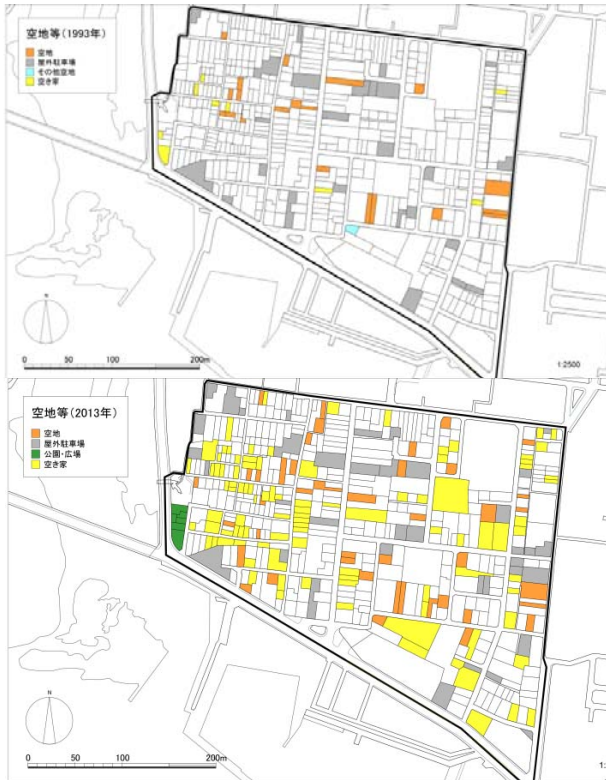 空地等(1993年)
空地
屋外駐車場
その他空地
空き家
N
0 50 100 200m
1:2500
空地等(2013年)
空地
屋外駐車場
公園・広場
空き家
N
0 50 100 200m
1: